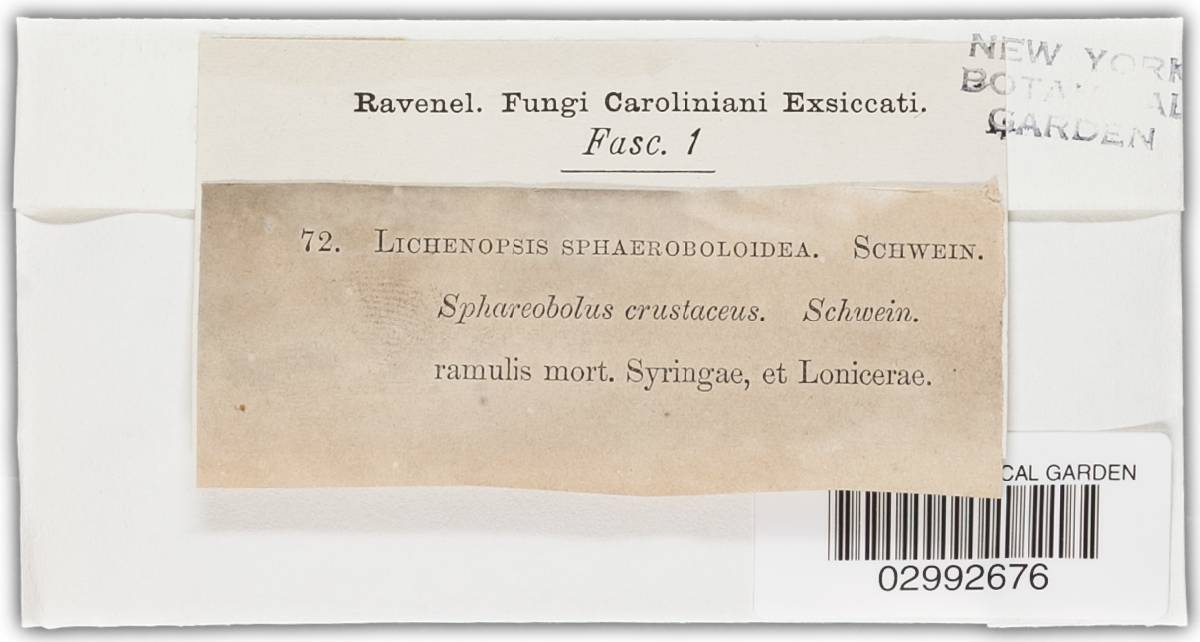 NEW YORK
BOTANICAL
GARDEN
Ravenel. Fungi Caroliniani Exsiccati.
Fasc. 1
72. LICHENOPSIS SPHAEROBOLOIDEA. SCHWEIN.
Sphareobolus crustaceus. Schwein.
ramulis mort. Syringae, et Lonicerae.
CAL GARDEN
02992676